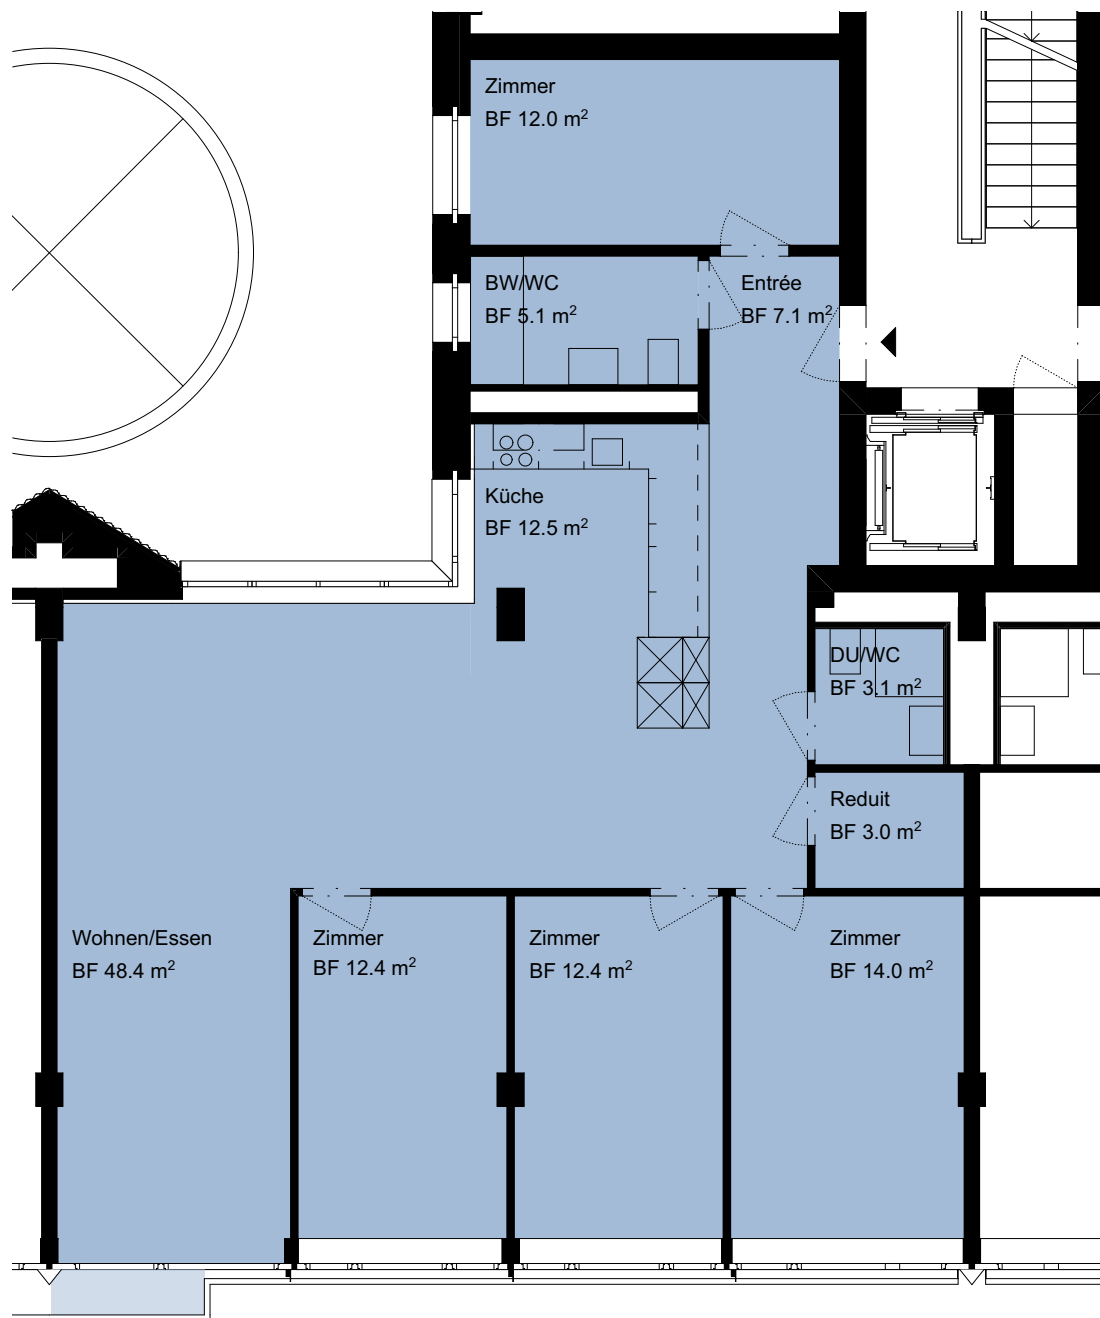 Zimmer
BF 12.0 m²
BW/WC
BF 5.1 m²
Entrée
BF 7.1 m²
Küche
BF 12.5 m²
DU/WC
BF 3.1 m²
Reduit
BF 3.0 m²
Wohnen/Essen
BF 48.4 m²
Zimmer
BF 12.4 m²
Zimmer
BF 12.4 m²
Zimmer
BF 14.0 m²